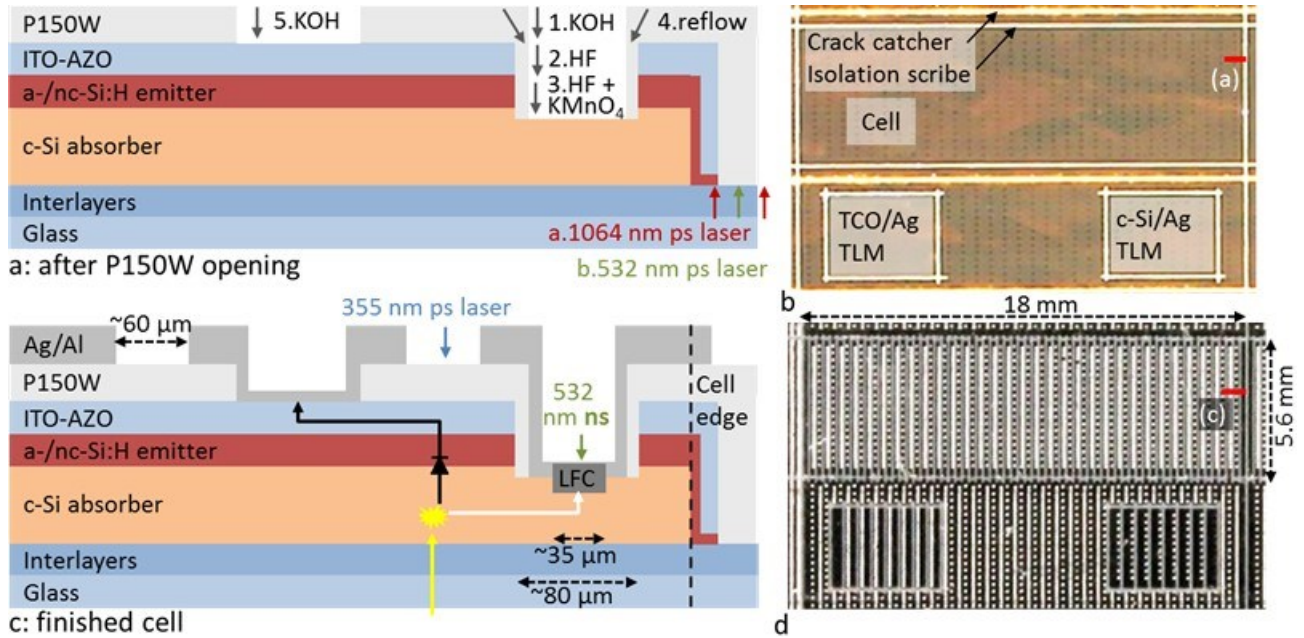 P150W
5.KOH
1.KOH
4.reflow
ITO-AZO
2.HF
a-/nc-Si:H emitter
3.HF +
KMnO4
c-Si absorber
Interlayers
Glass
a.1064 nm ps laser
a: after P150W opening
b.532 nm ps laser
Crack catcher
Isolation scribe
(a)
Cell
TCO/Ag
TLM
c-Si/Ag
TLM
b
~60 µm
355 nm ps laser
Ag/Al
P150W
532
nm ns
Cell
edge
ITO-AZO
a-/nc-Si:H emitter
LFC
c-Si absorber
~35 µm
Interlayers
~80 µm
Glass
c: finished cell
18 mm
(c)
5.6 mm
d